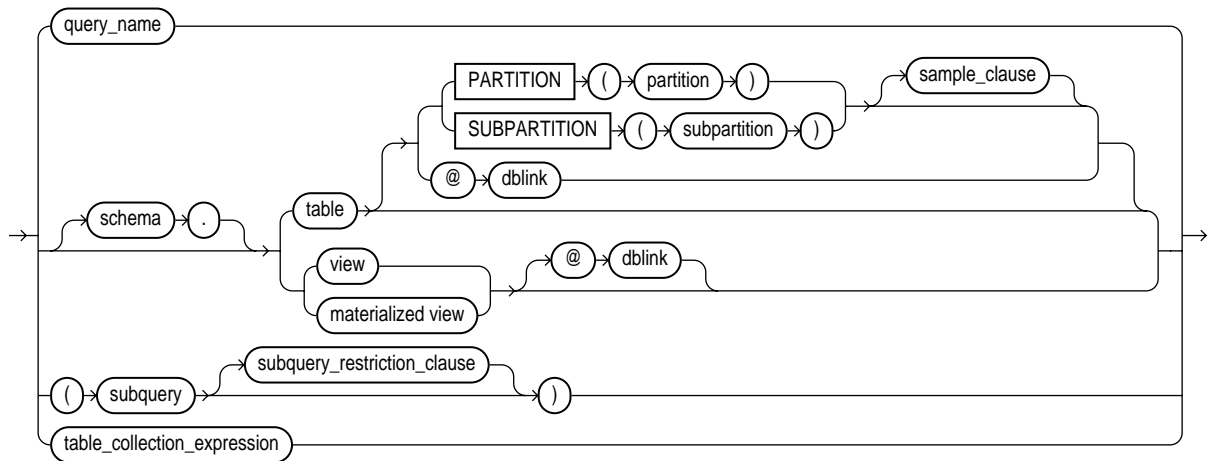 query_name
PARTITION ( partition ) sample_clause
SUBPARTITION ( subpartition )
@ dblink
schema . table
view @ dblink
materialized view
( subquery subquery_restriction_clause )
table_collection_expression